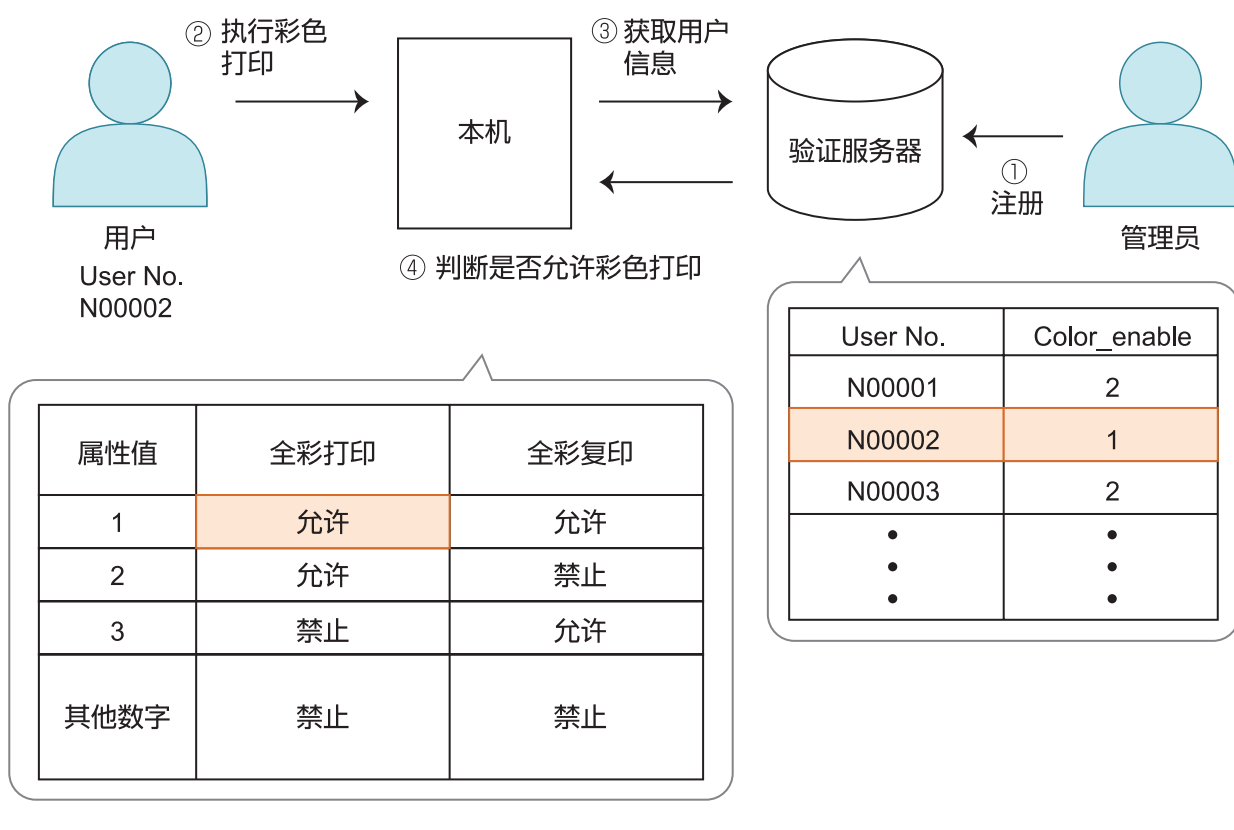 ② 执行彩色
打印
③ 获取用户
信息
本机
验证服务器
①
注册
用户
User No.
N00002
管理员
④ 判断是否允许彩色打印
User No. Color_enable
N00001 2
N00002 1
N00003 2
属性值 全彩打印 全彩复印
1 允许 允许
2 允许 禁止
3 禁止 允许
其他数字 禁止 禁止